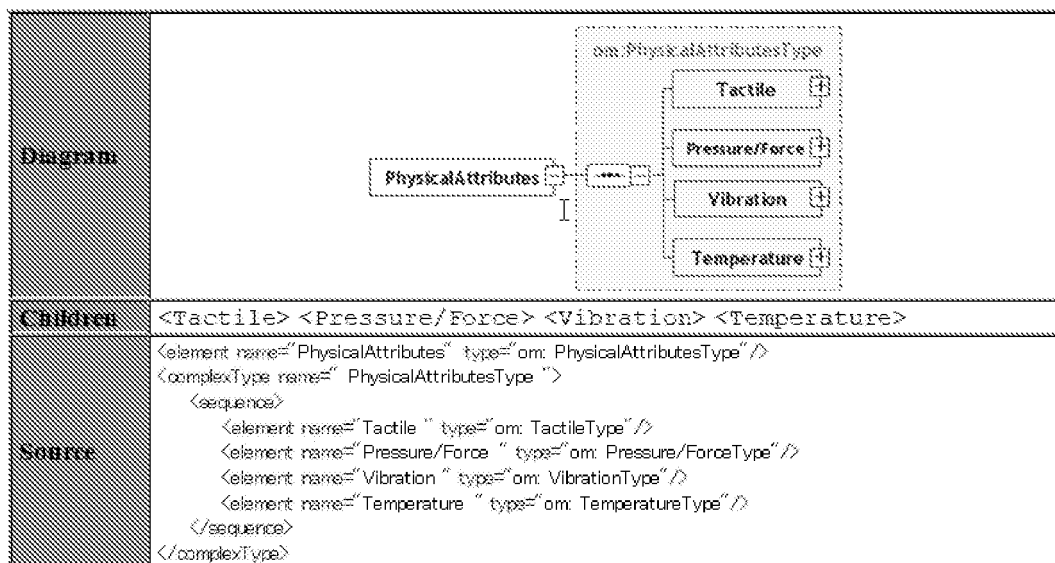 Diagram
om:PhysicalAttributesType
Tactile
Pressure/Force
PhysicalAttributes
Vibration
Temperature
Children
<Tactile> <Pressure/Force> <Vibration> <Temperature>
Source
<element name="PhysicalAttributes" type="om: PhysicalAttributesType"/>
<complexType name=" PhysicalAttributesType ">
<sequence>
<element name="Tactile " type="om: TactileType"/>
<element name="Pressure/Force " type="om: Pressure/ForceType"/>
<element name="Vibration " type="om: VibrationType"/>
<element name="Temperature " type="om: TemperatureType"/>
</sequence>
</complexType>